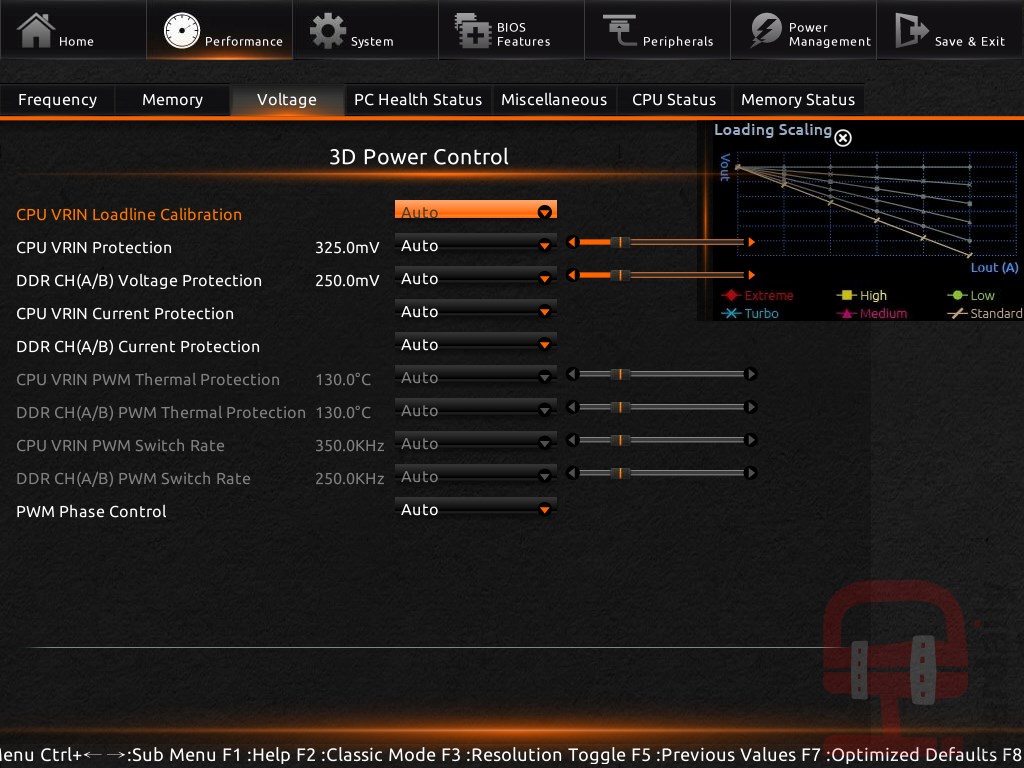 Home
Performance
System
BIOS
Features
Peripherals
Power
Management
Save & Exit
Frequency
Memory
Voltage
PC Health Status
Miscellaneous
CPU Status
Memory Status
Loading Scaling
3D Power Control
Vout
CPU VRIN Loadline Calibration Auto
CPU VRIN Protection 325.0mV Auto
DDR CH(A/B) Voltage Protection 250.0mV Auto
Lout (A)
Extreme High Low
Turbo Medium Standard
CPU VRIN Current Protection Auto
DDR CH(A/B) Current Protection Auto
CPU VRIN PWM Thermal Protection 130.0°C Auto
DDR CH(A/B) PWM Thermal Protection 130.0°C Auto
CPU VRIN PWM Switch Rate 350.0KHz Auto
DDR CH(A/B) PWM Switch Rate 250.0KHz Auto
PWM Phase Control Auto
Ctrl+←→:Sub Menu F1 :Help F2 :Classic Mode F3 :Resolution Toggle F5 :Previous Values F7 :Optimized Defaults F8